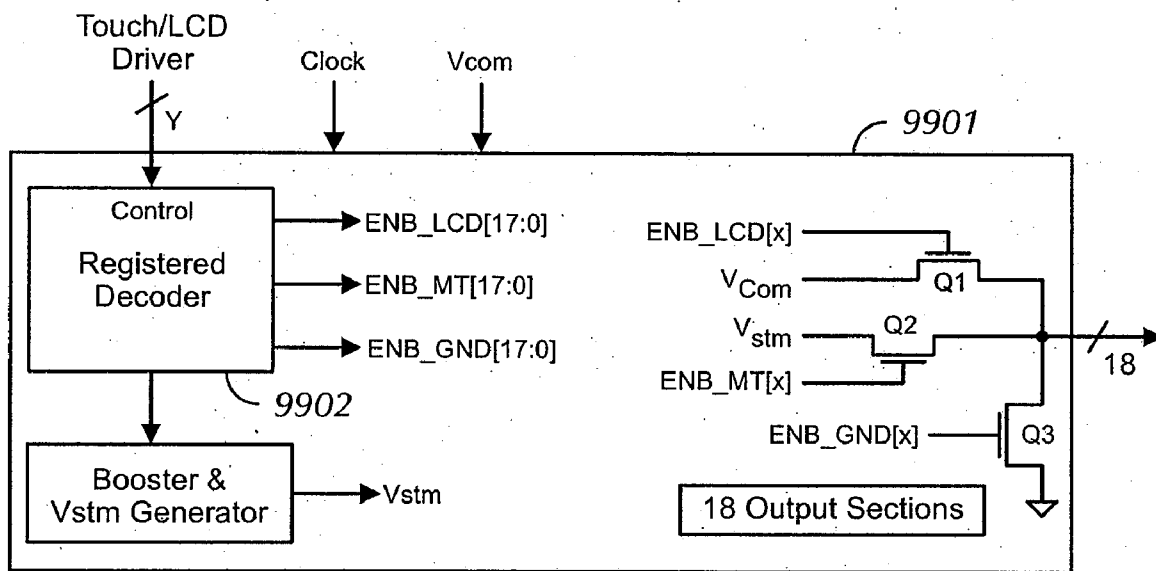 Touch/LCD
Driver
Clock
Vcom
Y
9901
Control
Registered
Decoder
ENB_LCD[17:0]
ENB_MT[17:0]
ENB_GND[17:0]
9902
Booster &
Vstm Generator
Vstm
ENB_LCD[x]
VCom
Q1
Vstm
Q2
ENB_MT[x]
18
ENB_GND[x]
Q3
18 Output Sections